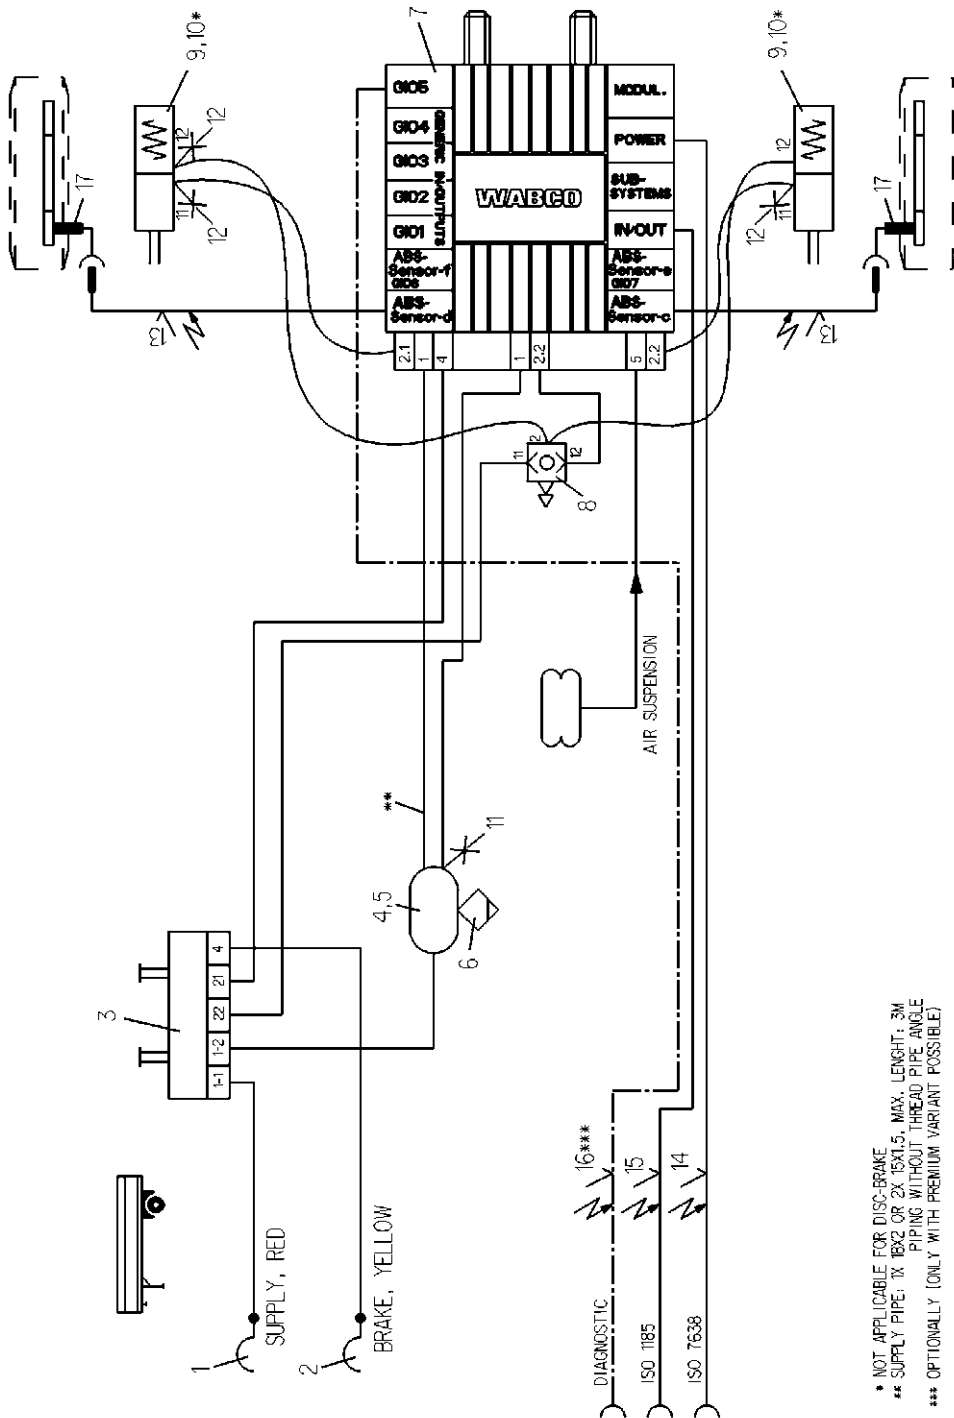 7
9,10*
9,10*
12
12
12
11
12
12
11
12
17
17
13
13
GIO5
GIO4
GIO3
GIO2
GIO1
GENERIC IN/OUTPUTS
ABS-
Sensor-f
GIO6
ABS-
Sensor-d
WABCO
MODUL.
POWER
SUB-
SYSTEMS
IN/OUT
ABS-
Sensor-e
GIO7
ABS-
Sensor-c
2.1
1
4
1
2.2
5
2.2
11
2
12
8
AIR SUSPENSION
**
11
4,5
6
3
1-1
1-2
22
21
4
1
SUPPLY, RED
2
BRAKE, YELLOW
16***
15
14
DIAGNOSTIC
ISO 1185
ISO 7638
* NOT APPLICABLE FOR DISC-BRAKE
** SUPPLY PIPE: 1X 18X2 OR 2X 15X1.5, MAX. LENGHT: 3M
PIPING WITHOUT THREAD PIPE ANGLE
*** OPTIONALLY (ONLY WITH PREMIUM VARIANT POSSIBLE)